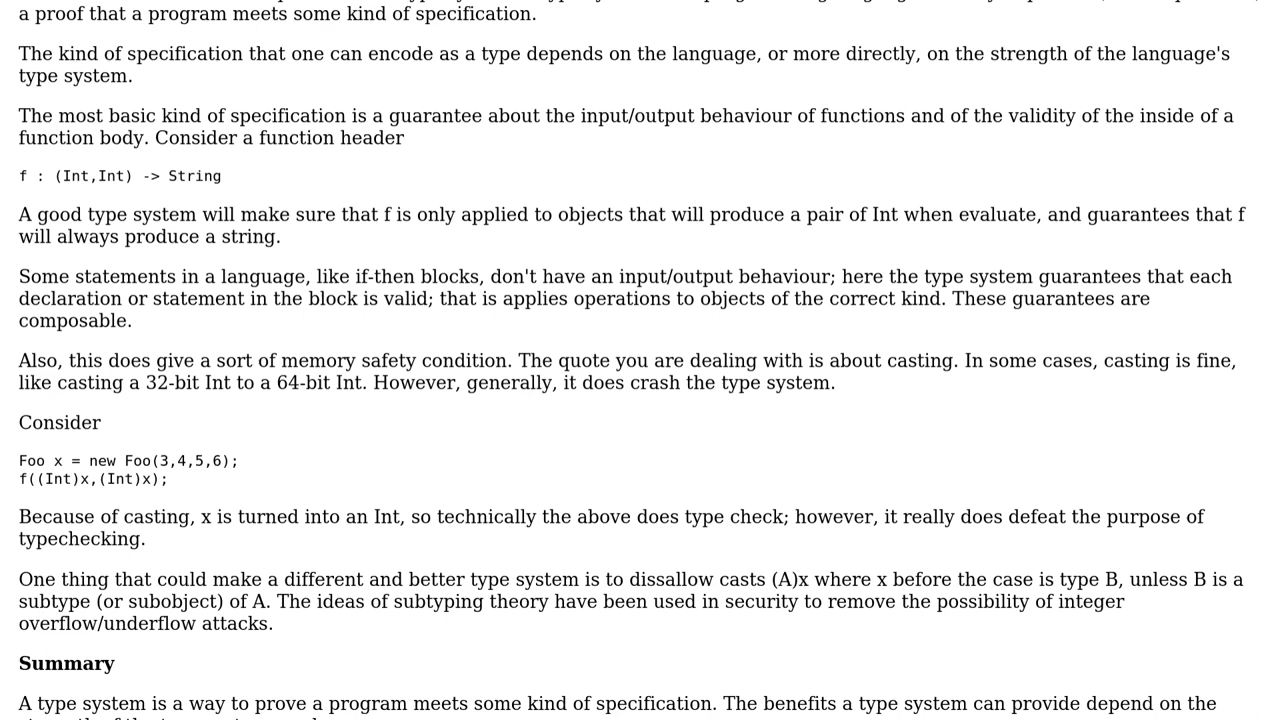 a proof that a program meets some kind of specification.
The kind of specification that one can encode as a type depends on the language, or more directly, on the strength of the language's
type system.
The most basic kind of specification is a guarantee about the input/output behaviour of functions and of the validity of the inside of a
function body. Consider a function header
f : (Int,Int) -> String
A good type system will make sure that f is only applied to objects that will produce a pair of Int when evaluate, and guarantees that f
will always produce a string.
Some statements in a language, like if-then blocks, don't have an input/output behaviour; here the type system guarantees that each
declaration or statement in the block is valid; that is applies operations to objects of the correct kind. These guarantees are
composable.
Also, this does give a sort of memory safety condition. The quote you are dealing with is about casting. In some cases, casting is fine,
like casting a 32-bit Int to a 64-bit Int. However, generally, it does crash the type system.
Consider
Foo x = new Foo(3,4,5,6);
f((Int)x,(Int)x);
Because of casting, x is turned into an Int, so technically the above does type check; however, it really does defeat the purpose of
typechecking.
One thing that could make a different and better type system is to dissallow casts (A)x where x before the case is type B, unless B is a
subtype (or subobject) of A. The ideas of subtyping theory have been used in security to remove the possibility of integer
overflow/underflow attacks.
Summary
A type system is a way to prove a program meets some kind of specification. The benefits a type system can provide depend on the